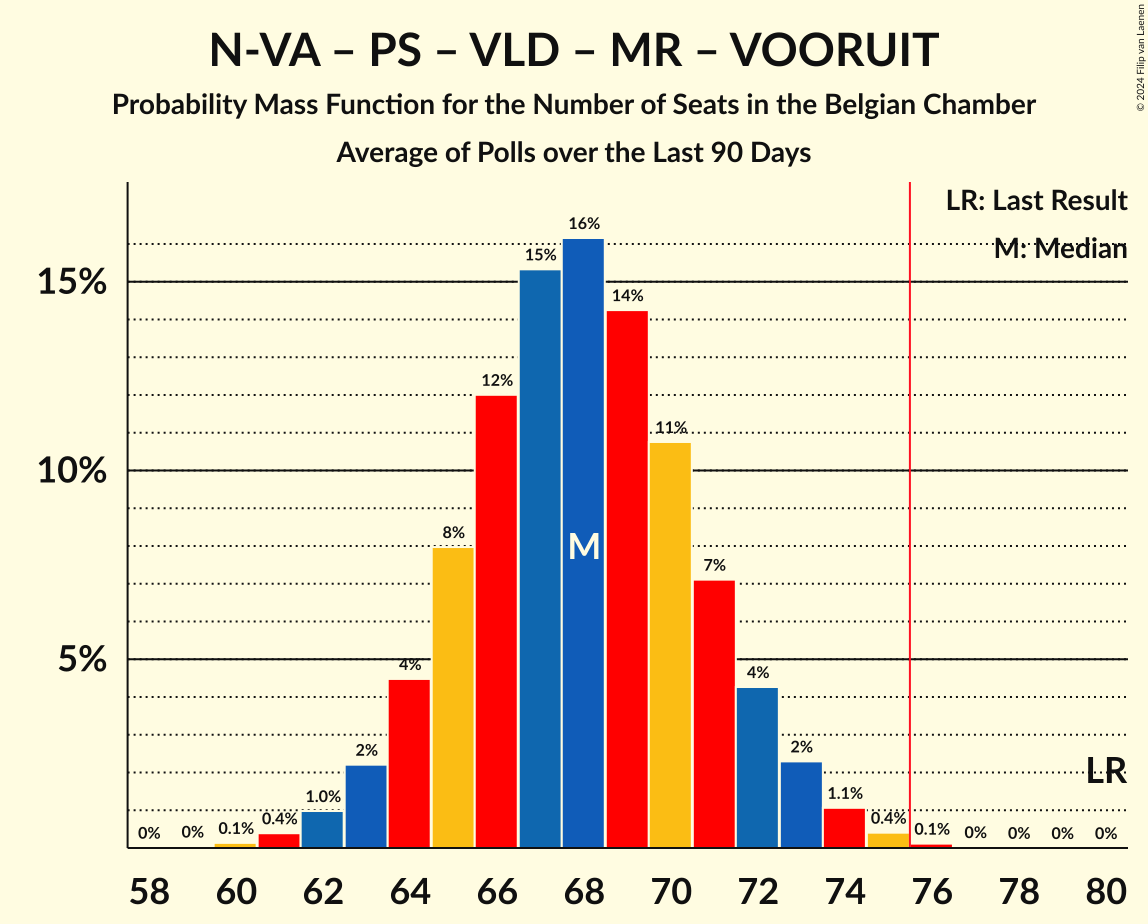 N-VA – PS – VLD – MR – VOORUIT
Probability Mass Function for the Number of Seats in the Belgian Chamber
Average of Polls over the Last 90 Days
© 2024 Filip van Laenen
LR: Last Result
M: Median
15%
10%
5%
0% 0% 0.1% 0.4% 1.0% 2% 4% 8% 12% 15% 16% 14% 11% 7% 4% 2% 1.1% 0.4% 0.1% 0% 0% 0% 0%
M
LR
58 60 62 64 66 68 70 72 74 76 78 80